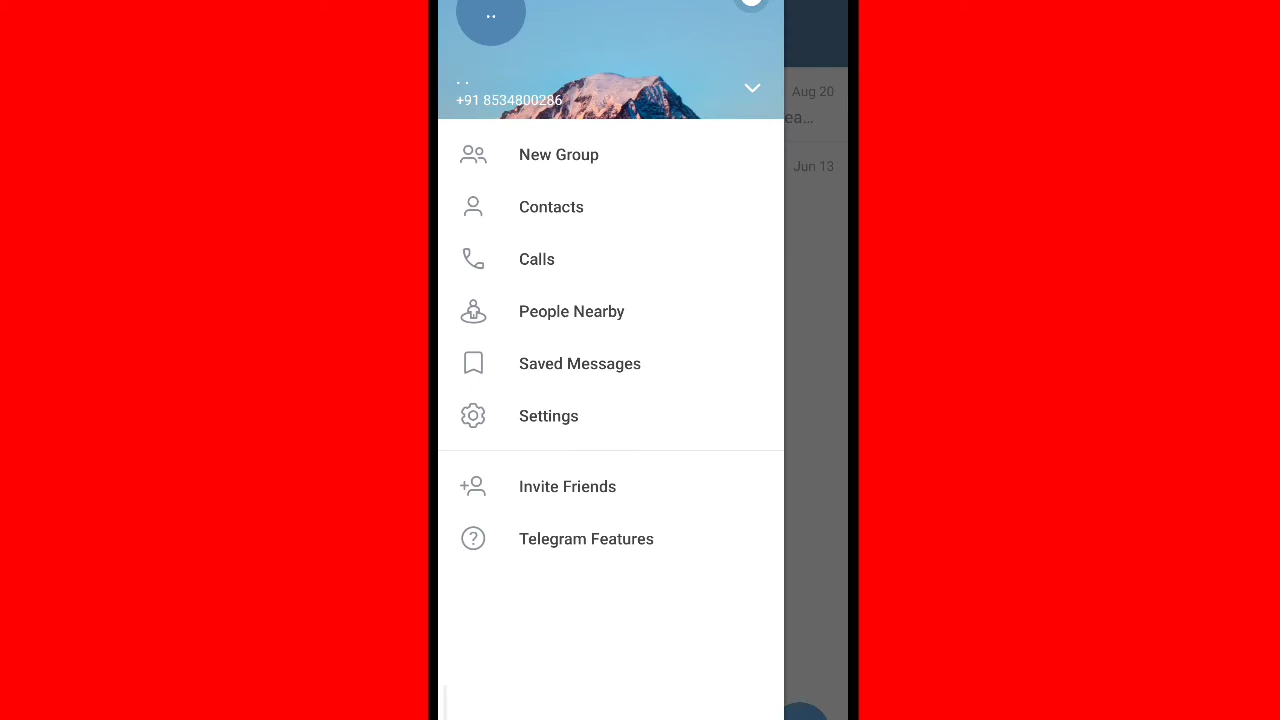 ..
. .
+91 8534800286
Aug 20
ea...
Jun 13
New Group
Contacts
Calls
People Nearby
Saved Messages
Settings
Invite Friends
Telegram Features